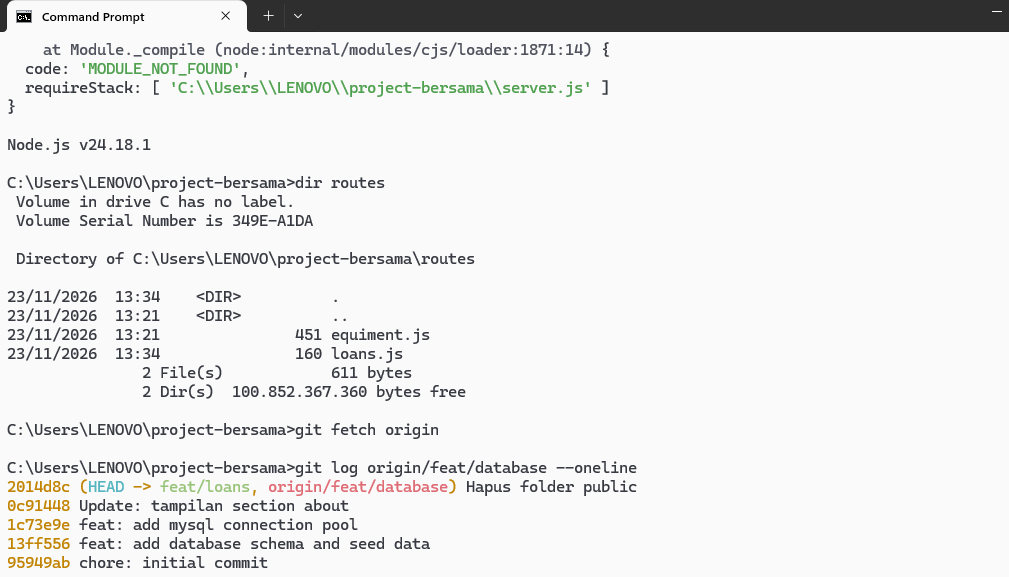 Command Prompt
    at Module._compile (node:internal/modules/cjs/loader:1871:14) {
  code: 'MODULE_NOT_FOUND',
  requireStack: [ 'C:\\Users\\LENOVO\\project-bersama\\server.js' ]
}
Node.js v24.18.1
C:\Users\LENOVO\project-bersama>dir routes
 Volume in drive C has no label.
 Volume Serial Number is 349E-A1DA
 Directory of C:\Users\LENOVO\project-bersama\routes
23/11/2026  13:34    <DIR>          .
23/11/2026  13:21    <DIR>          ..
23/11/2026  13:21               451 equiment.js
23/11/2026  13:34               160 loans.js
               2 File(s)            611 bytes
               2 Dir(s)  100.852.367.360 bytes free
C:\Users\LENOVO\project-bersama>git fetch origin
C:\Users\LENOVO\project-bersama>git log origin/feat/database --oneline
2014d8c (HEAD -> feat/loans, origin/feat/database) Hapus folder public
0c91448 Update: tampilan section about
1c73e9e feat: add mysql connection pool
13ff556 feat: add database schema and seed data
95949ab chore: initial commit